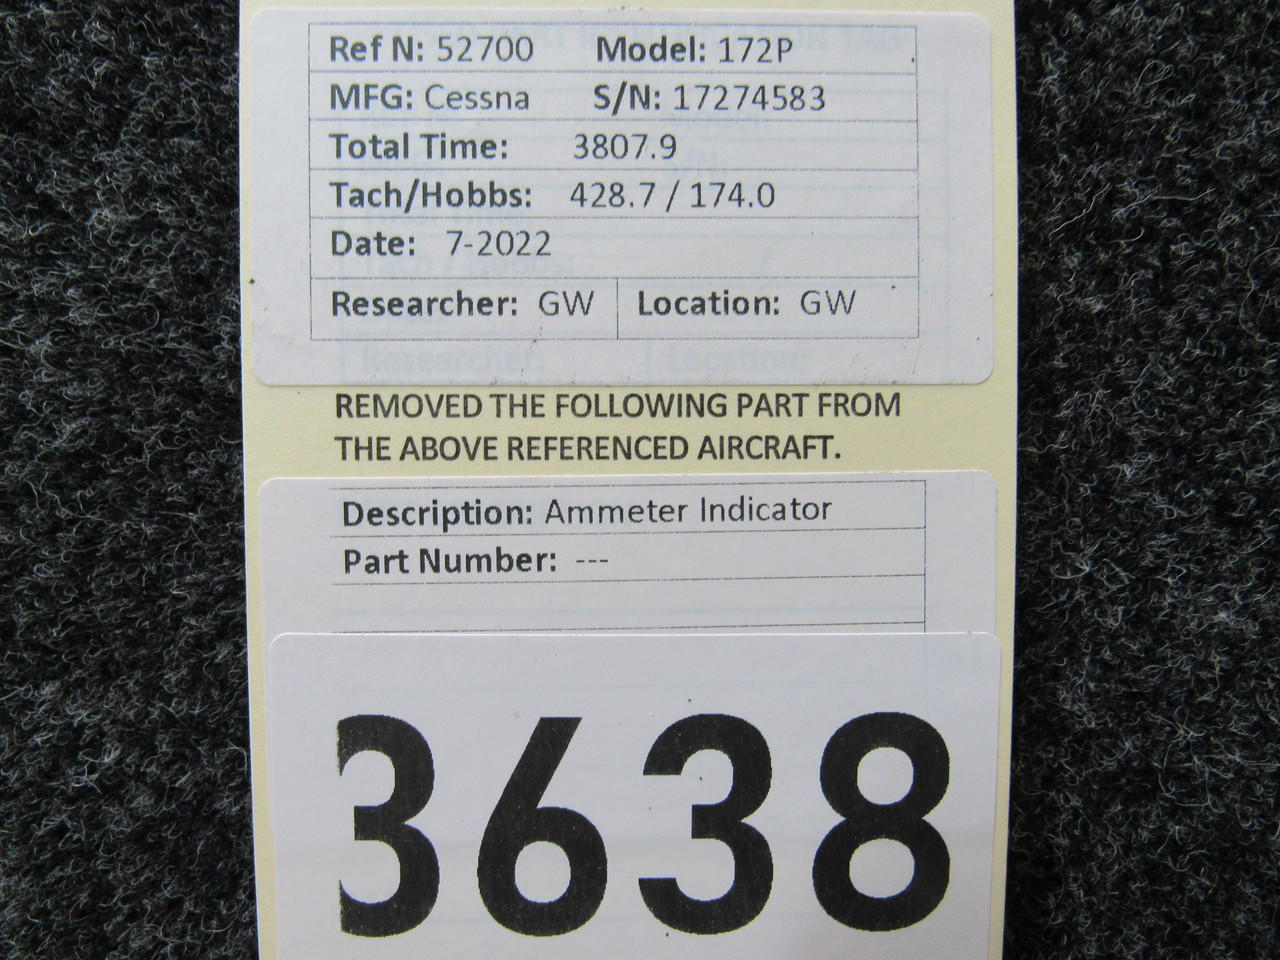 Ref N: 52700 Model: 172P
MFG: Cessna S/N: 17274583
Total Time: 3807.9
Tach/Hobbs: 428.7 / 174.0
Date: 7-2022
Researcher: GW Location: GW
REMOVED THE FOLLOWING PART FROM
THE ABOVE REFERENCED AIRCRAFT.
Description: Ammeter Indicator
Part Number: ---
3638